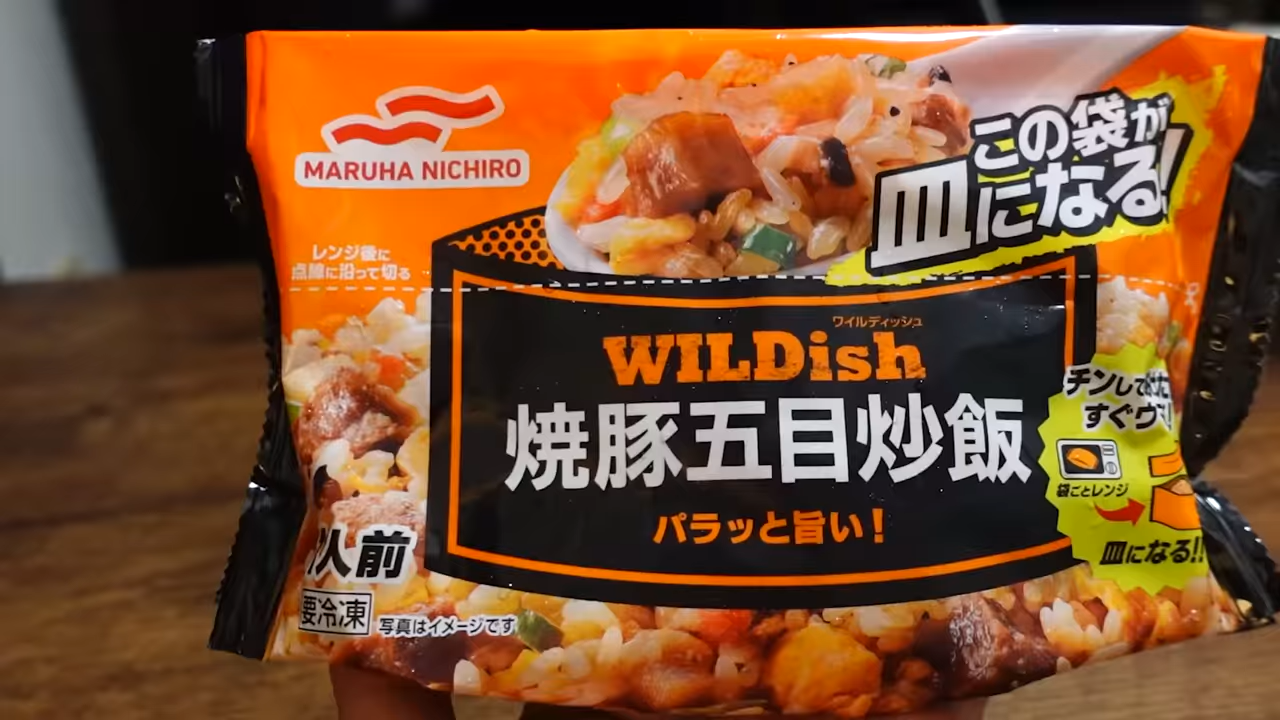 MARUHA NICHIRO
この袋が
皿になる!
レンジ後に
点線に沿って切る
ワイルディッシュ
WILDish
焼豚五目炒飯
パラッと旨い!
チンして
すぐウマ!
袋ごとレンジ
皿になる!!
1人前
要冷凍
写真はイメージです